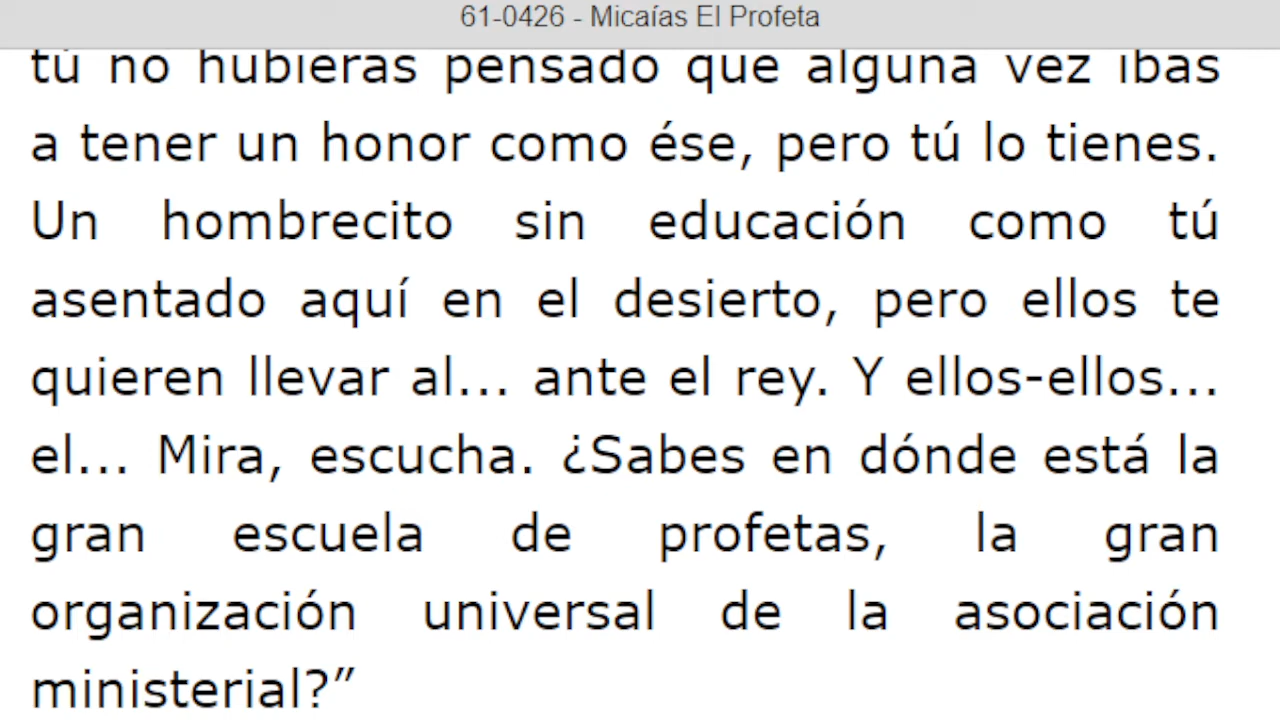 61-0426 - Micaías El Profeta
tú no hubieras pensado que alguna vez ibas
a tener un honor como ése, pero tú lo tienes.
Un hombrecito sin educación como tú
asentado aquí en el desierto, pero ellos te
quieren llevar al... ante el rey. Y ellos-ellos...
el... Mira, escucha. ¿Sabes en dónde está la
gran escuela de profetas, la gran
organización universal de la asociación
ministerial?”